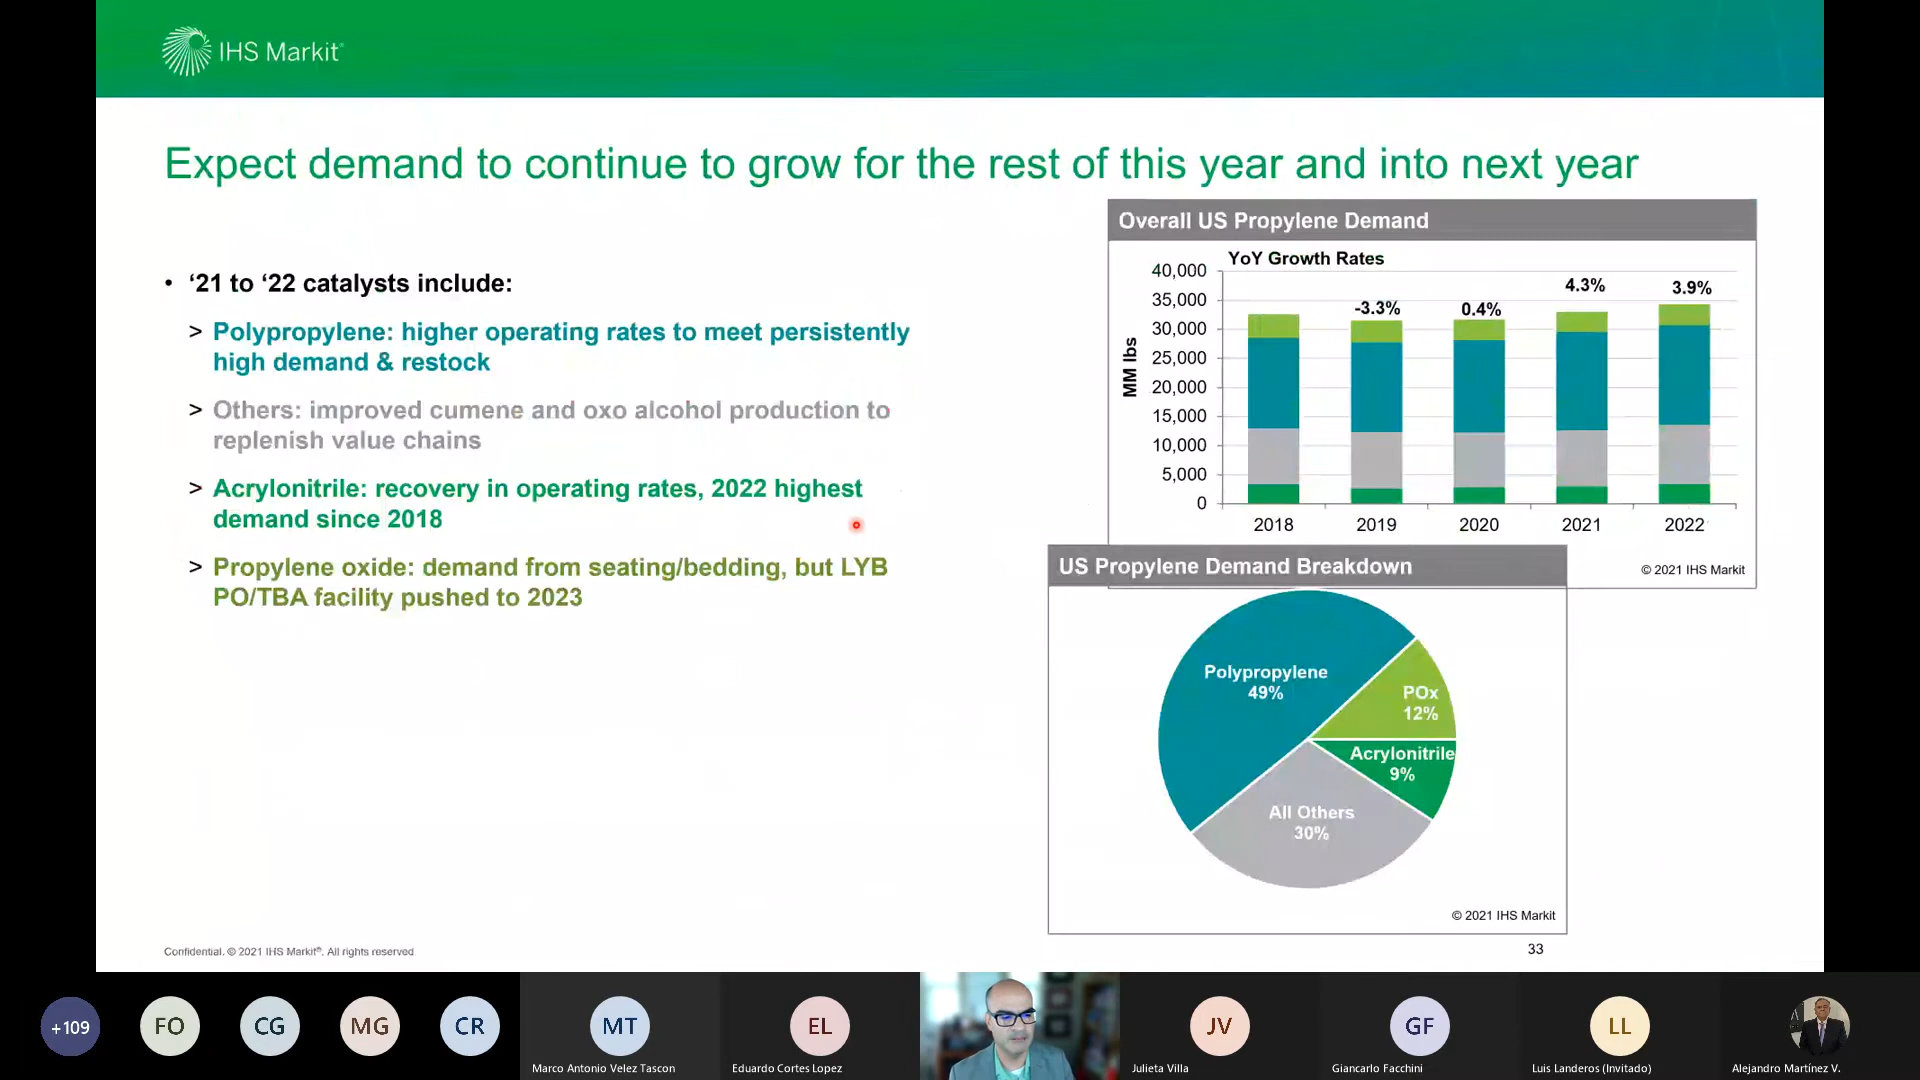 IHS Markit®
Expect demand to continue to grow for the rest of this year and into next year
• ‘21 to ‘22 catalysts include:
> Polypropylene: higher operating rates to meet persistently
high demand & restock
> Others: improved cumene and oxo alcohol production to
replenish value chains
> Acrylonitrile: recovery in operating rates, 2022 highest
demand since 2018
> Propylene oxide: demand from seating/bedding, but LYB
PO/TBA facility pushed to 2023
Overall US Propylene Demand
YoY Growth Rates
40,000
35,000
30,000
25,000
20,000
15,000
10,000
5,000
0
MM lbs
-3.3%
0.4%
4.3%
3.9%
2018
2019
2020
2021
2022
© 2021 IHS Markit
US Propylene Demand Breakdown
Polypropylene
49%
POx
12%
Acrylonitrile
9%
All Others
30%
© 2021 IHS Markit
Confidential. © 2021 IHS Markit®. All rights reserved
33
+109
FO
CG
MG
CR
MT
Marco Antonio Velez Tascon
EL
Eduardo Cortes Lopez
JV
Julieta Villa
GF
Giancarlo Facchini
LL
Luis Landeros (Invitado)
Alejandro Martínez V.